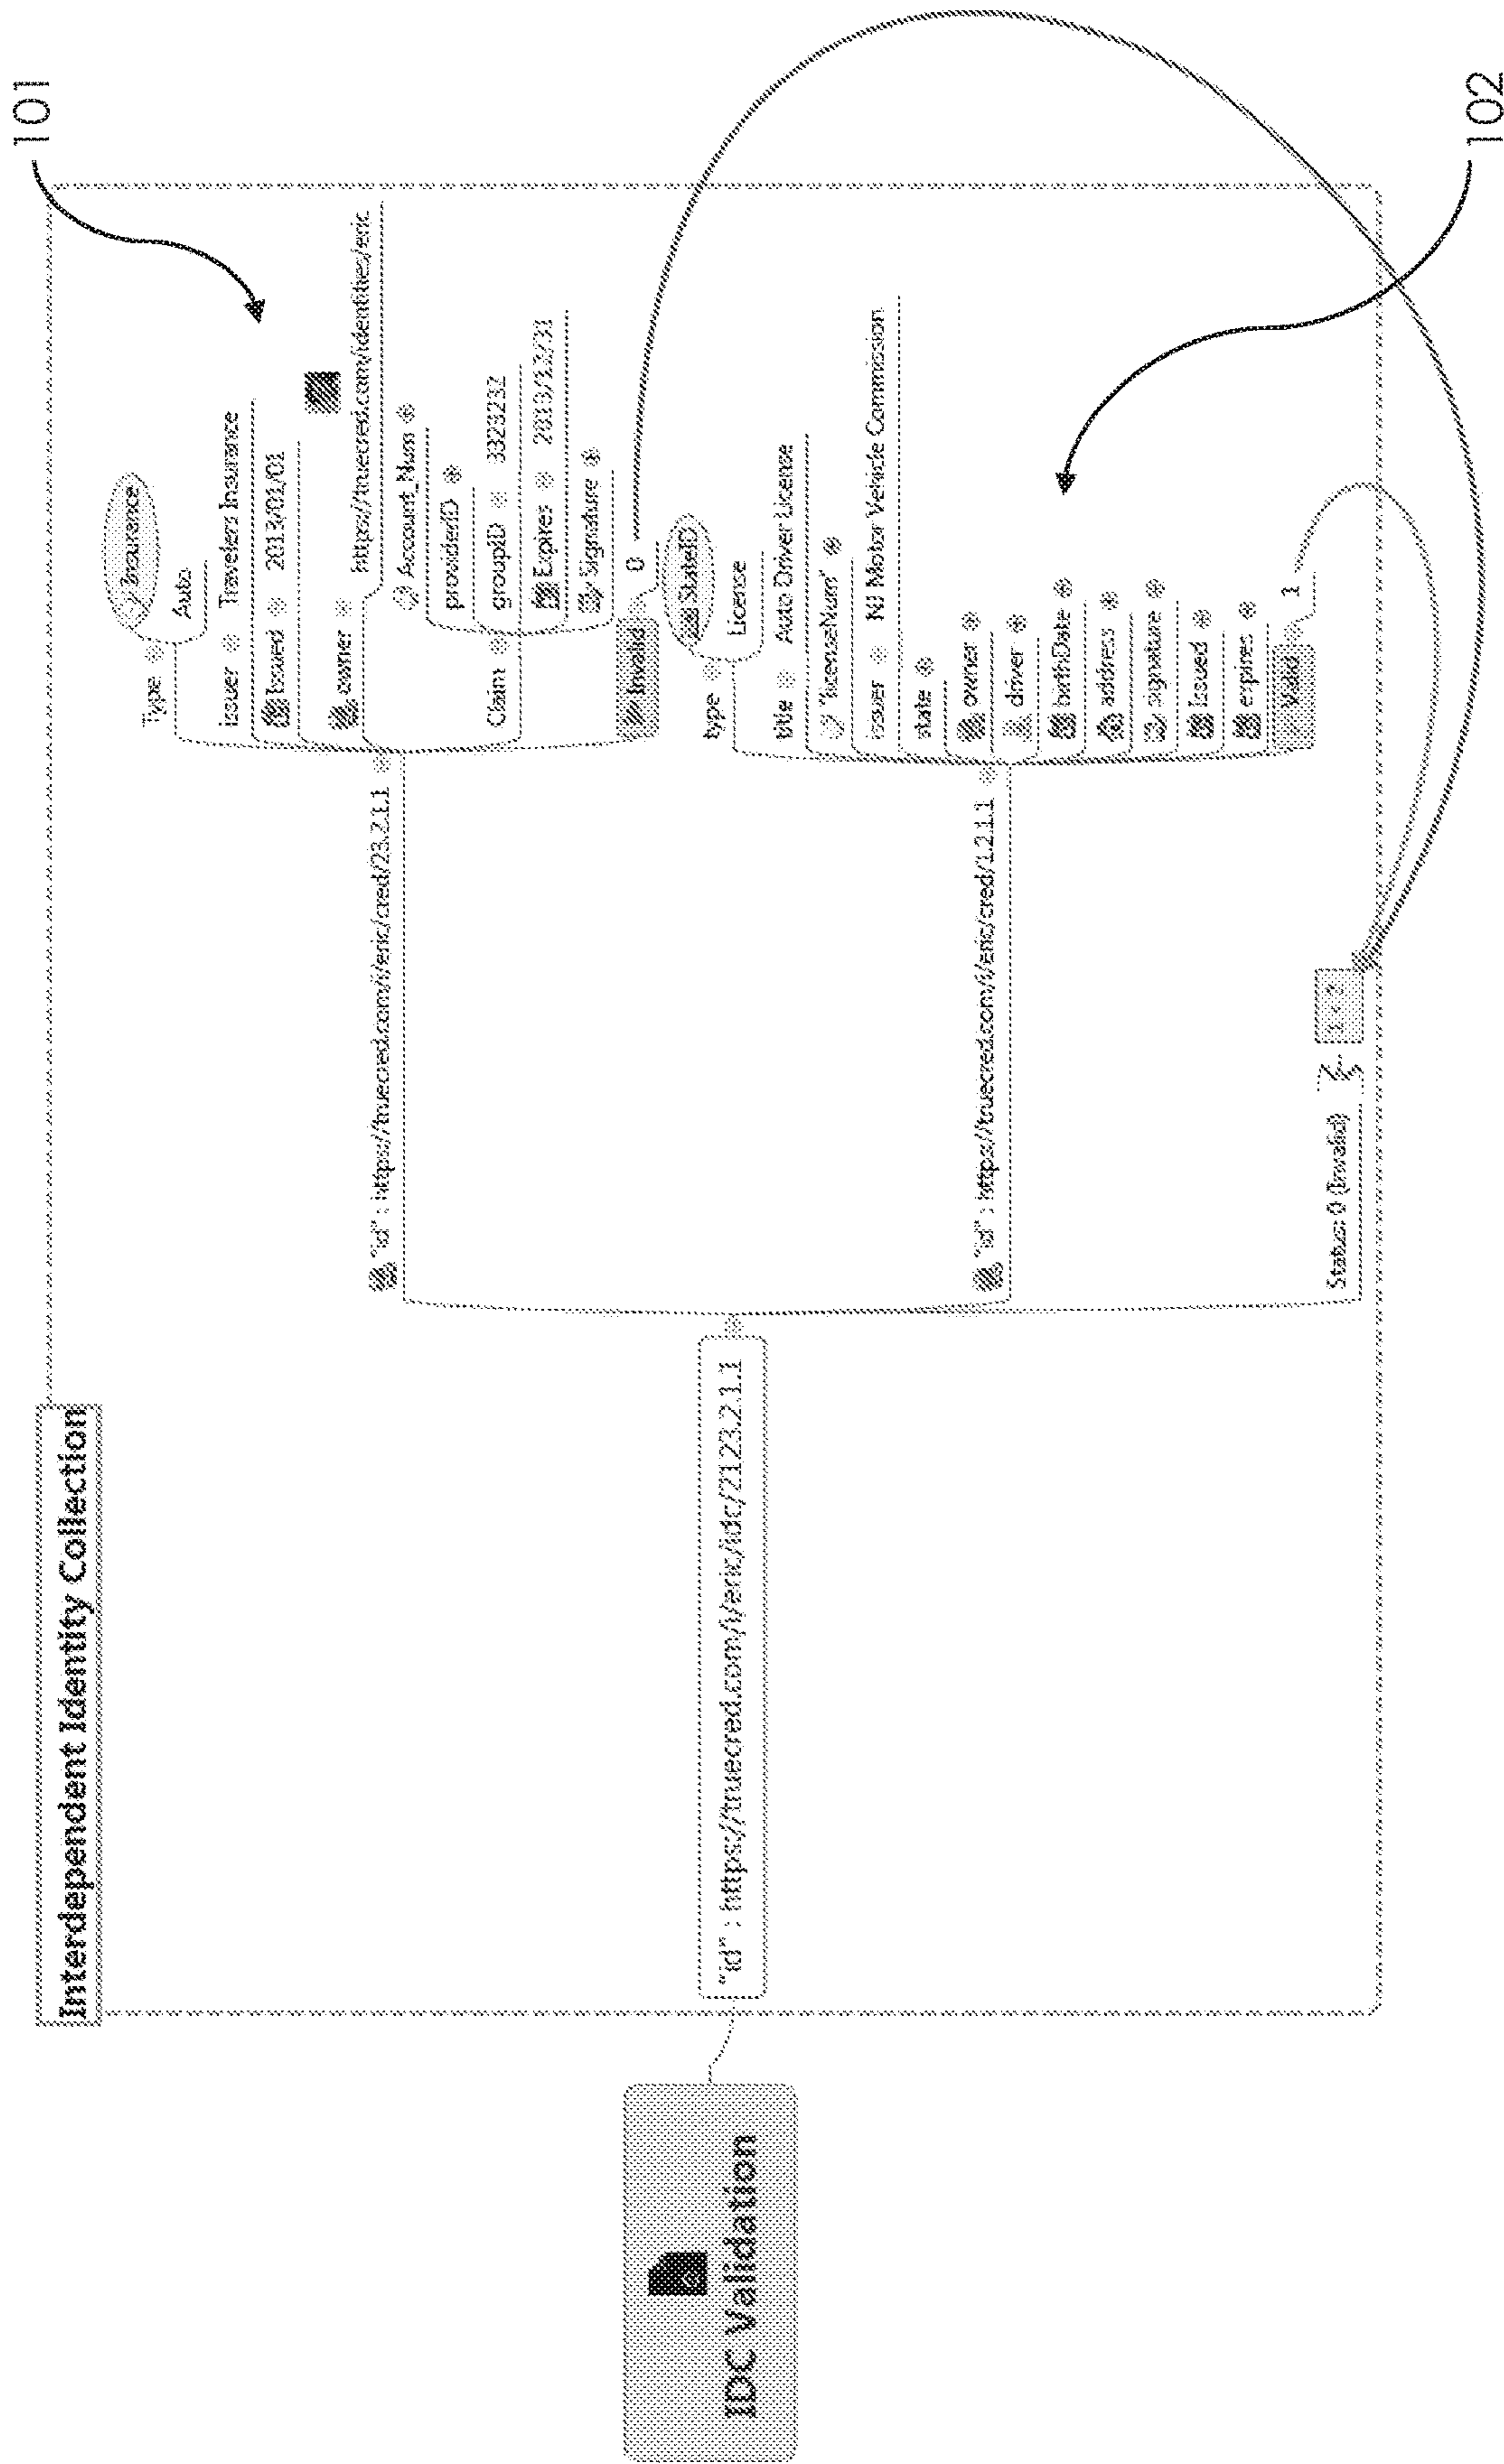 Interdependent Identity Collection
101
Insurance
Type
Auto
issuer
Travelers Insurance
Issued
2013/01/01
owner
https://truecred.com/identities/eric
"id" : https://truecred.com/i/eric/cred/23.2.1.1
Account_Num
providerID
Claim
groupID
3323232
Expires
2013/12/31
Signature
Invalid
0
StateID
type
License
title
Auto Driver License
"licenseNum"
issuer
NJ Motor Vehicle Commission
state
owner
"id" : https://truecred.com/i/eric/cred/1.2.1.1
driver
birthDate
address
signature
Issued
expires
Valid
1
Status: 0 (Invalid)
102
IDC Validation
"id" : https://truecred.com/i/eric/idc/2123.2.1.1